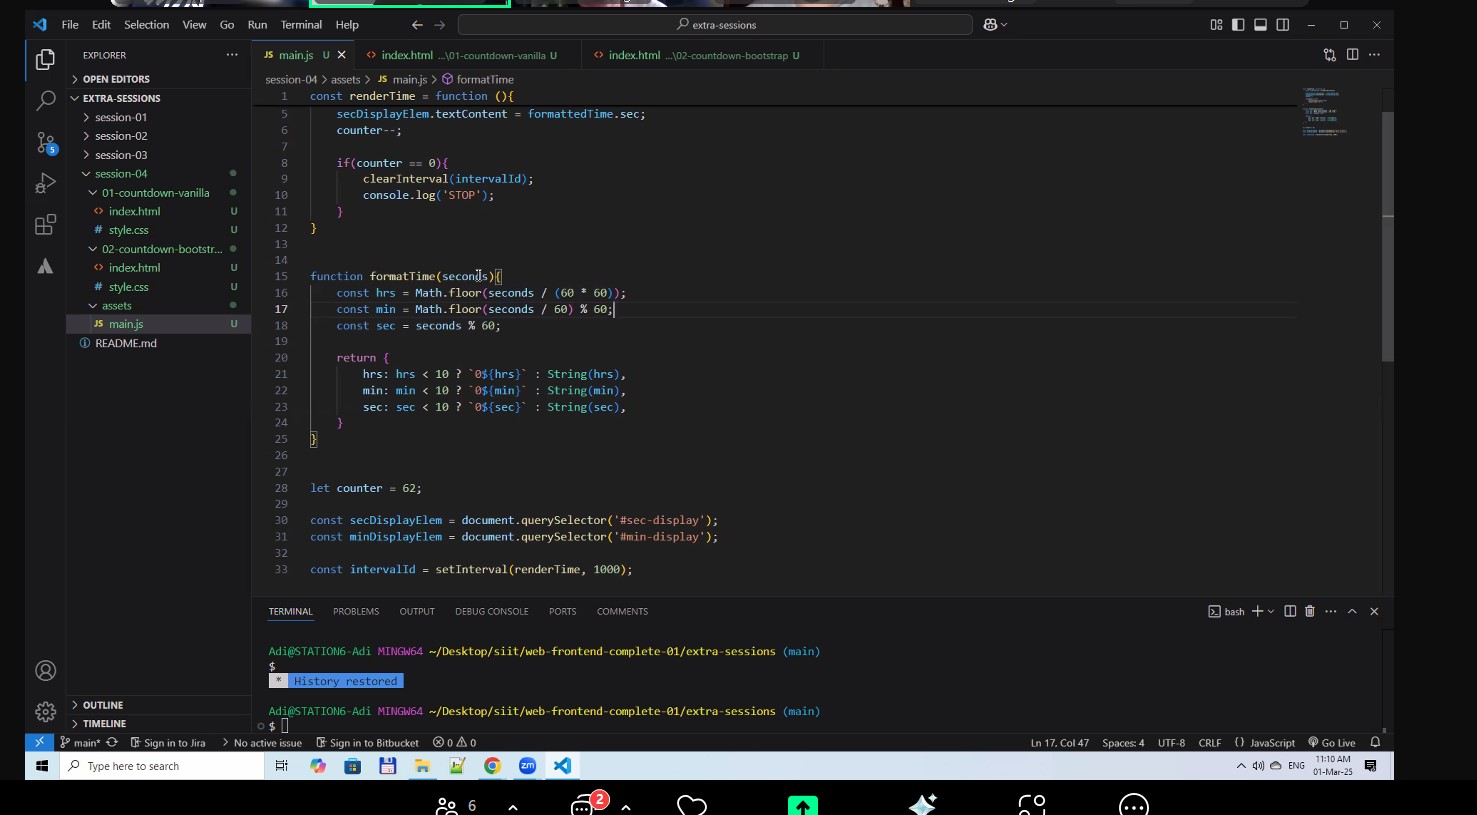 File Edit Selection View Go Run Terminal Help
extra-sessions
EXPLORER
OPEN EDITORS
EXTRA-SESSIONS
session-01
session-02
session-03
session-04
01-countdown-vanilla
index.html U
style.css U
02-countdown-bootstr...
index.html U
style.css U
assets
JS main.js U
README.md
OUTLINE
TIMELINE
5
JS main.js U
index.html ...\01-countdown-vanilla U
index.html ...\02-countdown-bootstrap U
session-04 > assets > JS main.js > formatTime
1 const renderTime = function (){
5 secDisplayElem.textContent = formattedTime.sec;
6 counter--;
7
8 if(counter == 0){
9 clearInterval(intervalId);
10 console.log('STOP');
11 }
12 }
13
14
15 function formatTime(seconds){
16 const hrs = Math.floor(seconds / (60 * 60));
17 const min = Math.floor(seconds / 60) % 60;
18 const sec = seconds % 60;
19
20 return {
21 hrs: hrs < 10 ? `0${hrs}` : String(hrs),
22 min: min < 10 ? `0${min}` : String(min),
23 sec: sec < 10 ? `0${sec}` : String(sec),
24 }
25 }
26
27
28 let counter = 62;
29
30 const secDisplayElem = document.querySelector('#sec-display');
31 const minDisplayElem = document.querySelector('#min-display');
32
33 const intervalId = setInterval(renderTime, 1000);
TERMINAL PROBLEMS OUTPUT DEBUG CONSOLE PORTS COMMENTS
bash
Adi@STATION6-Adi MINGW64 ~/Desktop/siit/web-frontend-complete-01/extra-sessions (main)
$
* History restored
Adi@STATION6-Adi MINGW64 ~/Desktop/siit/web-frontend-complete-01/extra-sessions (main)
$
main* Sign in to Jira No active issue Sign in to Bitbucket 0 0
Ln 17, Col 47 Spaces: 4 UTF-8 CRLF {} JavaScript Go Live
Type here to search
zm
ENG
11:10 AM
01-Mar-25
6
2